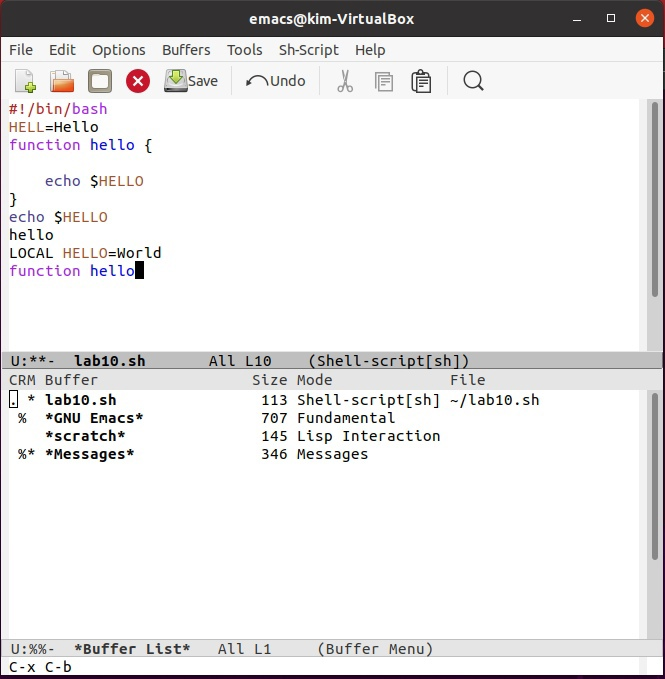 emacs@kim-VirtualBox
File Edit Options Buffers Tools Sh-Script Help
Save Undo
#!/bin/bash
HELL=Hello
function hello {
    echo $HELLO
}
echo $HELLO
hello
LOCAL HELLO=World
function hello
U:**-  lab10.sh       All L10    (Shell-script[sh])
CRM Buffer                 Size Mode             File
. * lab10.sh                113 Shell-script[sh] ~/lab10.sh
 %  *GNU Emacs*             707 Fundamental
    *scratch*               145 Lisp Interaction
 %* *Messages*              346 Messages
U:%%-  *Buffer List*   All L1     (Buffer Menu)
C-x C-b